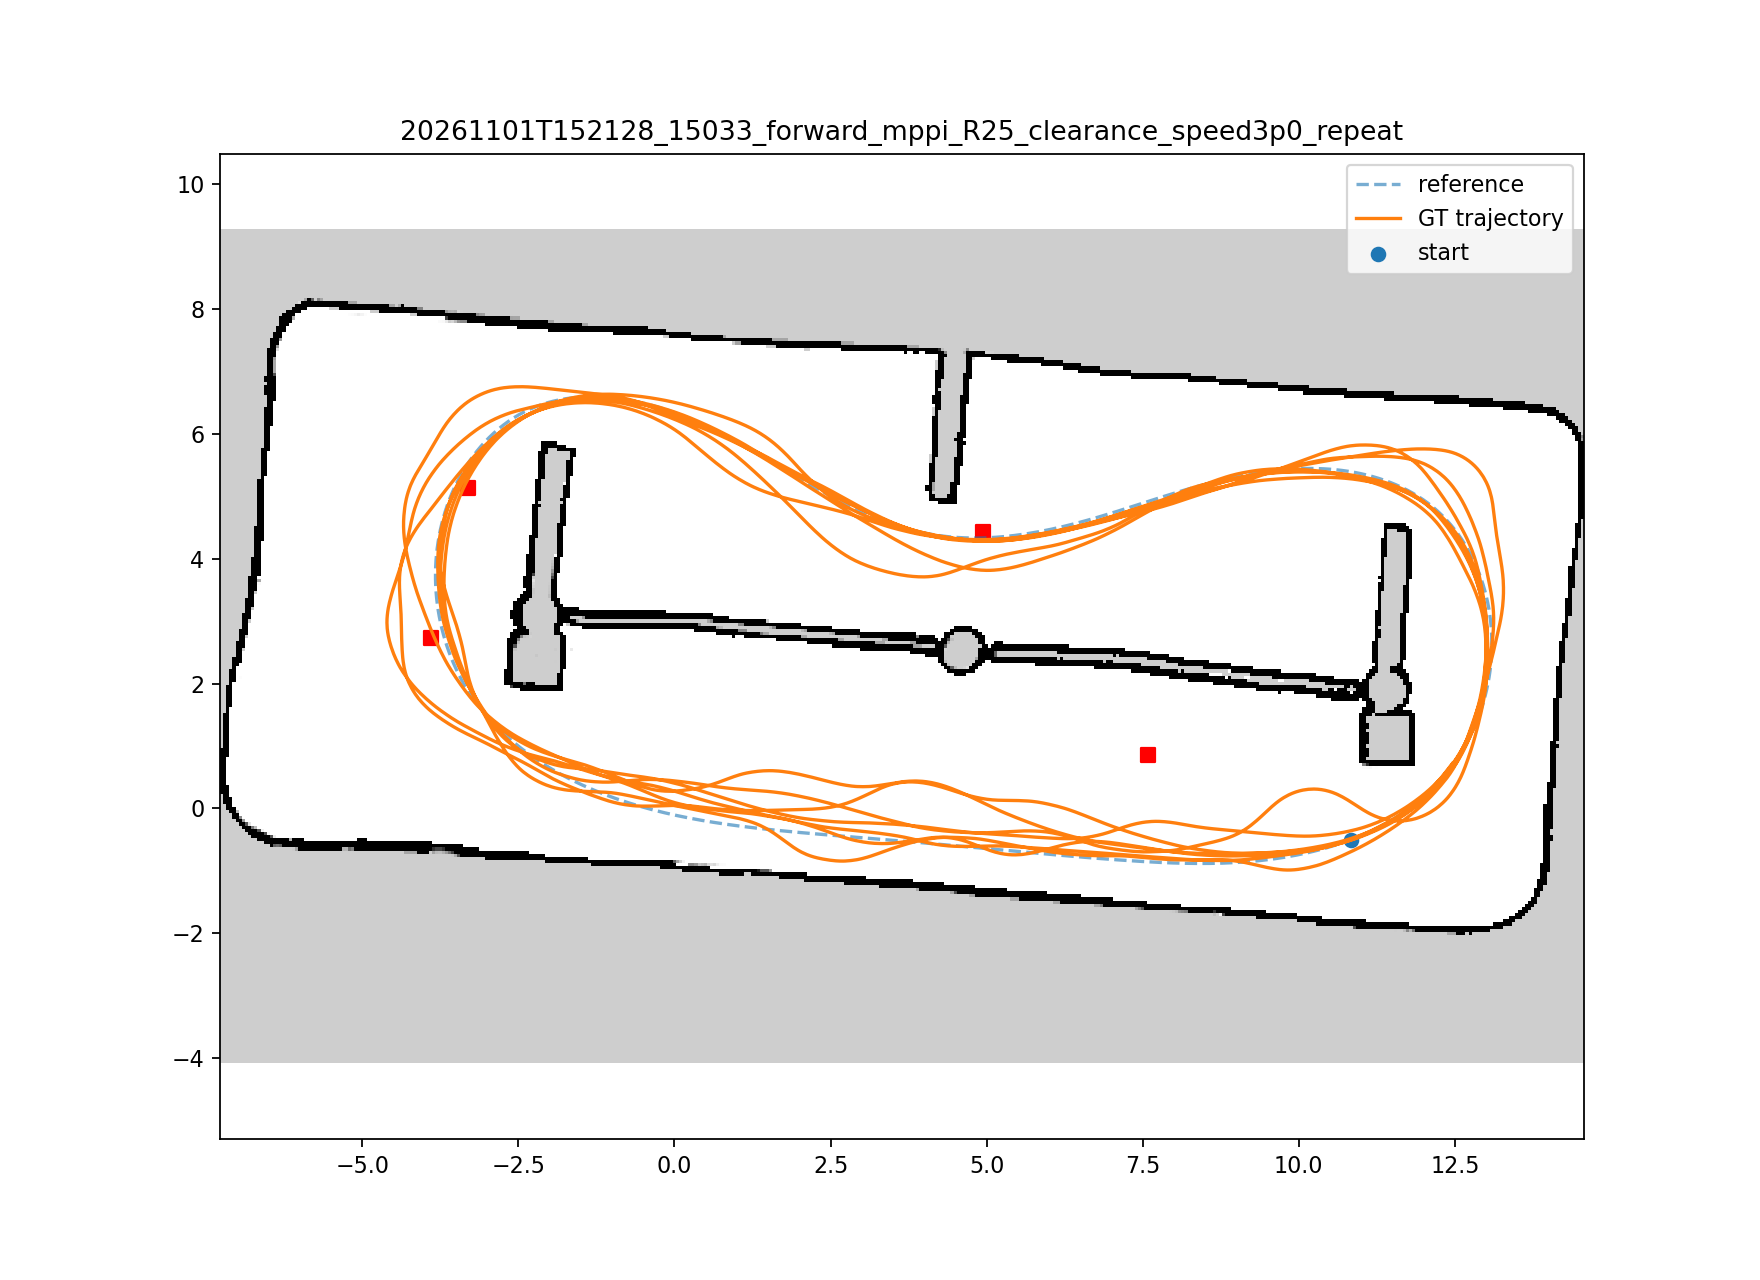 20261101T152128_15033_forward_mppi_R25_clearance_speed3p0_repeat
reference
GT trajectory
start
10
8
6
4
2
0
−2
−4
−5.0 −2.5 0.0 2.5 5.0 7.5 10.0 12.5